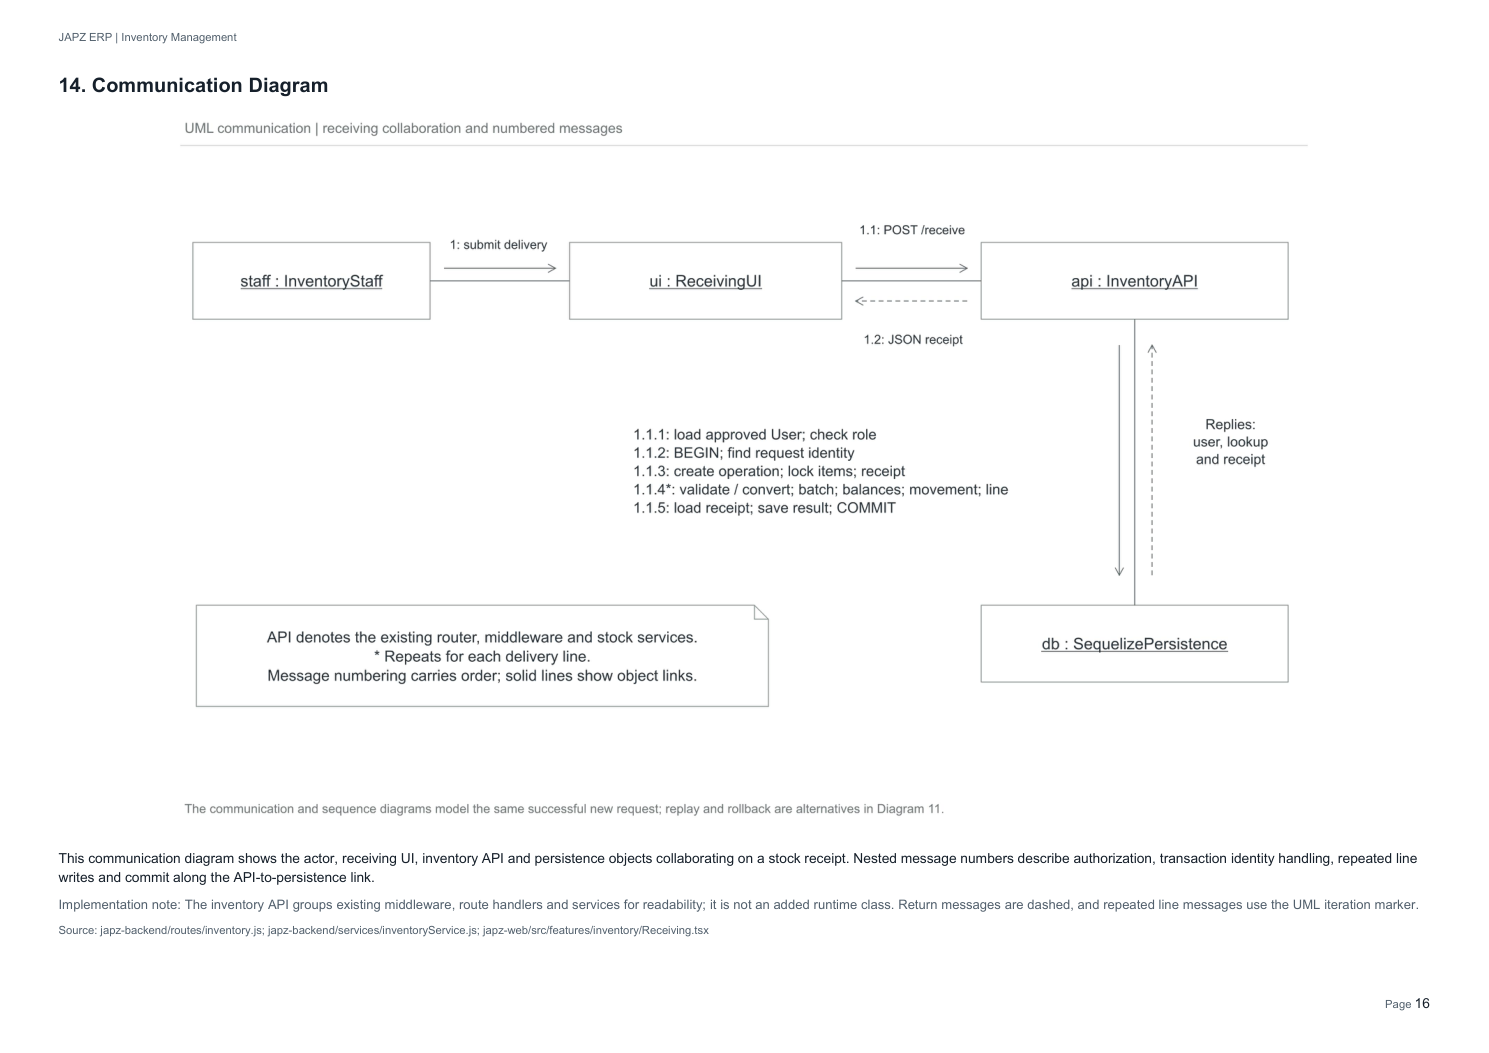 JAPZ ERP | Inventory Management
14. Communication Diagram
UML communication | receiving collaboration and numbered messages
1.1: POST /receive
1: submit delivery
staff : InventoryStaff
ui : ReceivingUI
api : InventoryAPI
1.2: JSON receipt
1.1.1: load approved User; check role
1.1.2: BEGIN; find request identity
1.1.3: create operation; lock items; receipt
1.1.4*: validate / convert; batch; balances; movement; line
1.1.5: load receipt; save result; COMMIT
Replies:
user, lookup
and receipt
API denotes the existing router, middleware and stock services.
* Repeats for each delivery line.
Message numbering carries order; solid lines show object links.
db : SequelizePersistence
The communication and sequence diagrams model the same successful new request; replay and rollback are alternatives in Diagram 11.
This communication diagram shows the actor, receiving UI, inventory API and persistence objects collaborating on a stock receipt. Nested message numbers describe authorization, transaction identity handling, repeated line
writes and commit along the API-to-persistence link.
Implementation note: The inventory API groups existing middleware, route handlers and services for readability; it is not an added runtime class. Return messages are dashed, and repeated line messages use the UML iteration marker.
Source: japz-backend/routes/inventory.js; japz-backend/services/inventoryService.js; japz-web/src/features/inventory/Receiving.tsx
Page 16